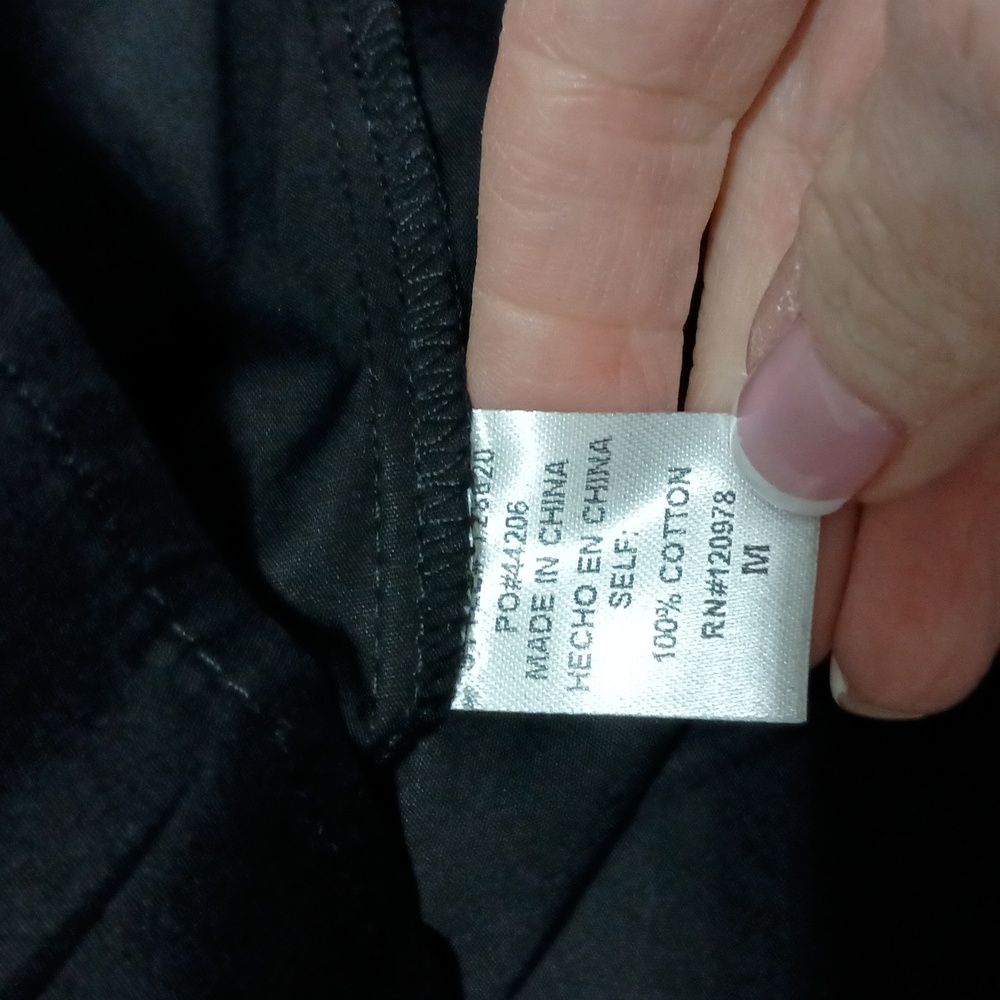 PO#44206
MADE IN CHINA
HECHO EN CHINA
SELF:
100% COTTON
RN#120978
M